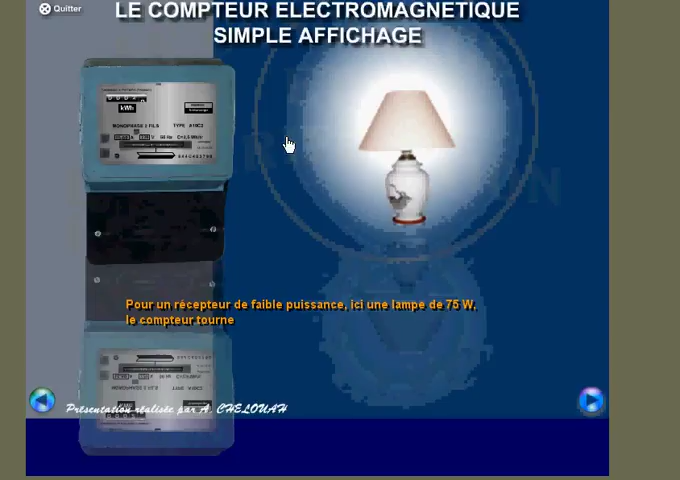 Quitter
LE COMPTEUR ELECTROMAGNETIQUE
SIMPLE AFFICHAGE
kWh
MONOPHASE 2 FILS TYPE A10C3
Pour un récepteur de faible puissance, ici une lampe de 75 W,
le compteur tourne
Présentation réalisée par A. CHELOUAH